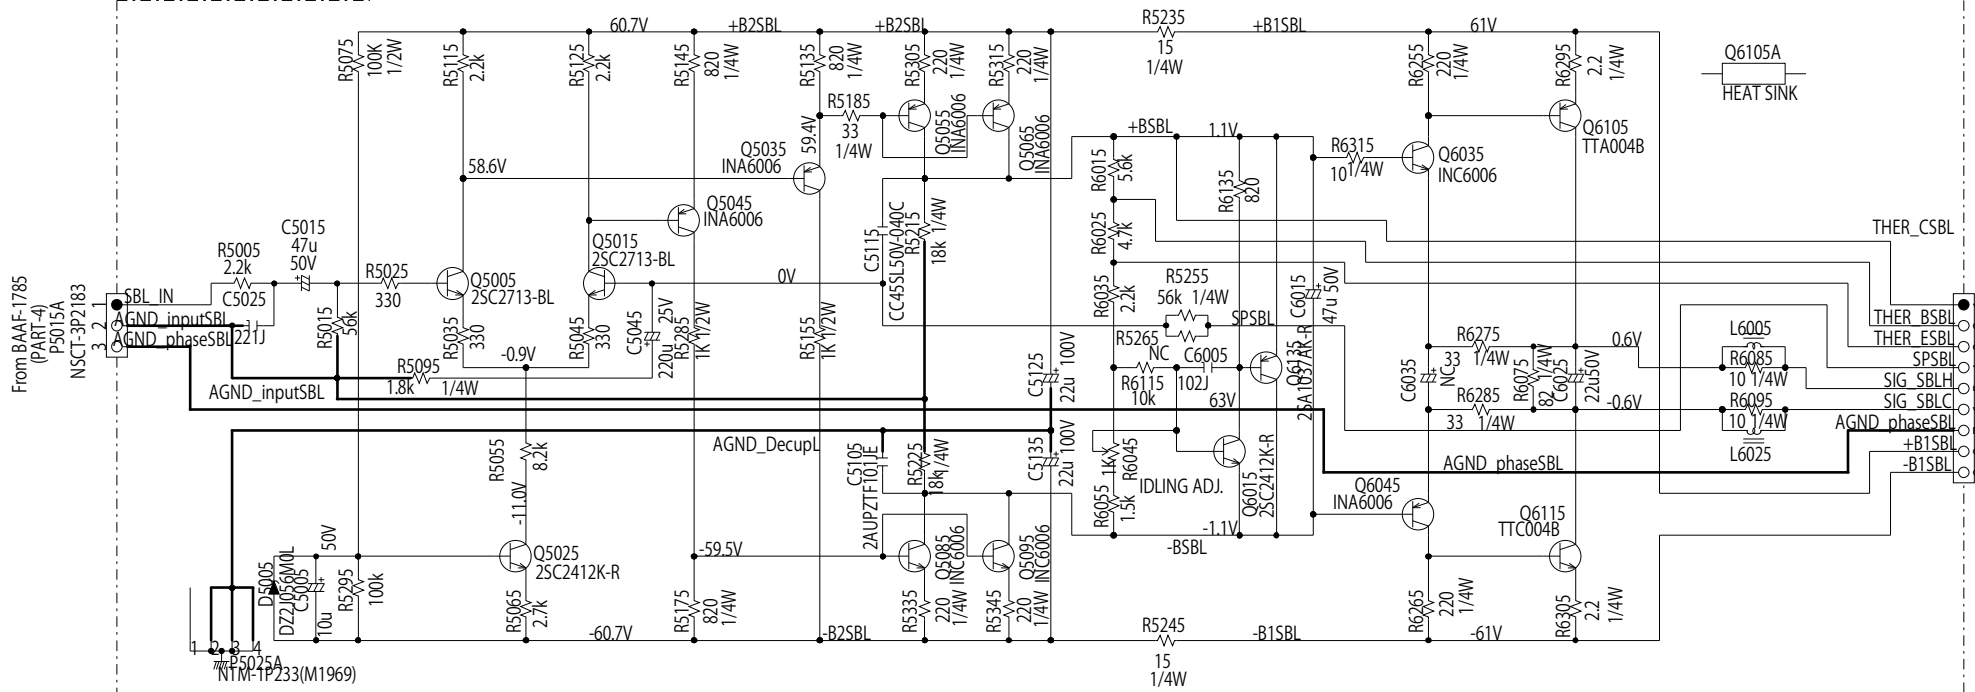 60.7V
+B2SBL
+B2SBL
R5235
15
1/4W
+B1SBL
61V
Q6105A
HEAT SINK
R5075
100K
1/2W
R5115
2.2k
R5125
2.2k
R5145
820
1/4W
R5135
820
1/4W
R5305
220
1/4W
R5315
220
1/4W
R6255
220
1/4W
R6295
2.2
1/4W
R5185
33
1/4W
Q5055
INA6006
Q5065
INA6006
Q6105
TTA004B
59.4V
Q5035
INA6006
58.6V
Q5045
INA6006
+BSBL
1.1V
R6015
5.6k
R6135
820
R6315
10 1/4W
Q6035
INC6006
R6025
4.7k
C5115
CC45SL50V-040C
R5215
18k 1/4W
THER_CSBL
From BAAF-1785
(PART-4)
P5015A
NSCT-3P2183
1
2
3
SBL_IN
AGND_inputSBL
AGND_phaseSBL
R5005
2.2k
C5015
47u
50V
C5025
221J
R5025
330
R5015
56k
Q5005
2SC2713-BL
Q5015
2SC2713-BL
0V
R5035
330
R5045
330
C5045
220u 25V
R5285
1K 1/2W
R5155
1K 1/2W
R6035
2.2k
R5255
56k 1/4W
R5265
NC
SPSBL
C6015
47u 50V
-0.9V
R5095
1.8k 1/4W
AGND_inputSBL
C5125
22u 100V
R6115
10k
C6005
102J
Q6135
2SA1037AK-R
63V
C6035
NC
R6275
33 1/4W
R6285
33 1/4W
R6075
82 1/4W
C6025
22u50V
0.6V
-0.6V
L6005
R6085
10 1/4W
R6095
10 1/4W
L6025
THER_BSBL
THER_ESBL
SPSBL
SIG_SBLH
SIG_SBLC
AGND_phaseSBL
+B1SBL
-B1SBL
AGND_DecupL
R5055
8.2k
C5105
2AUPZTF101JE
R5225
18k 1/4W
C5135
22u 100V
R6045
1K
IDLING ADJ.
R6055
1.5k
Q6015
2SC2412K-R
AGND_phaseSBL
Q6045
INA6006
Q6115
TTC004B
-11.0V
-59.5V
-1.1V
-BSBL
Q5025
2SC2412K-R
Q5085
INC6006
Q5095
INC6006
D5005
DZ2J056M0L
C5005
10u
50V
R5295
100k
R5065
2.7k
R5175
820
1/4W
R5335
220
1/4W
R5345
220
1/4W
R6265
220
1/4W
R6305
2.2
1/4W
-60.7V
-B2SBL
R5245
15
1/4W
-B1SBL
-61V
1 2 3 4
P5025A
NTM-1P233(M1969)